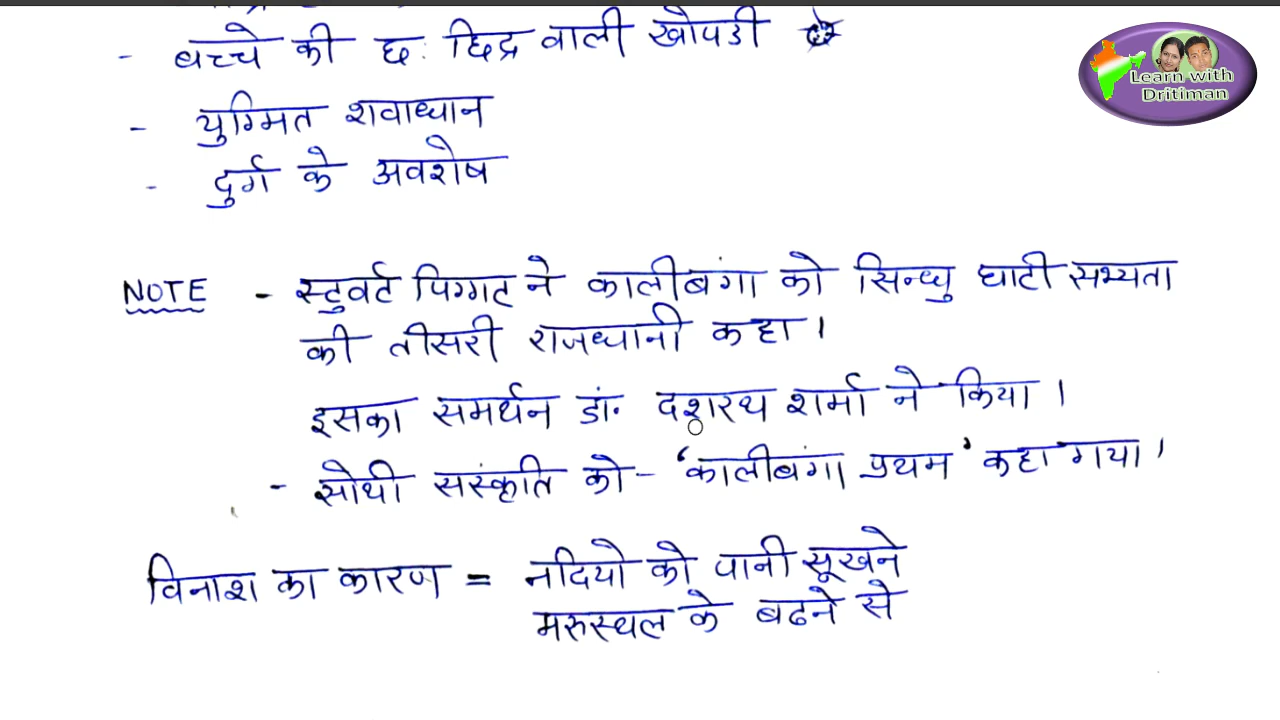 - बच्चे की छ: छिद्र वाली खोपडी
Learn with
Dritiman
- युग्मित शवाधान
- दुर्ग के अवशेष
NOTE - स्टुवर्ट पिग्गट ने कालीबंगा को सिन्धु घाटी सभ्यता
की तीसरी राजधानी कहा।
इसका समर्थन डॉ. दशरथ शर्मा ने किया।
- सोथी संस्कृति को - 'कालीबंगा प्रथम' कहा गया।
विनाश का कारण = नदियो को पानी सूखने
मरुस्थल के बढने से